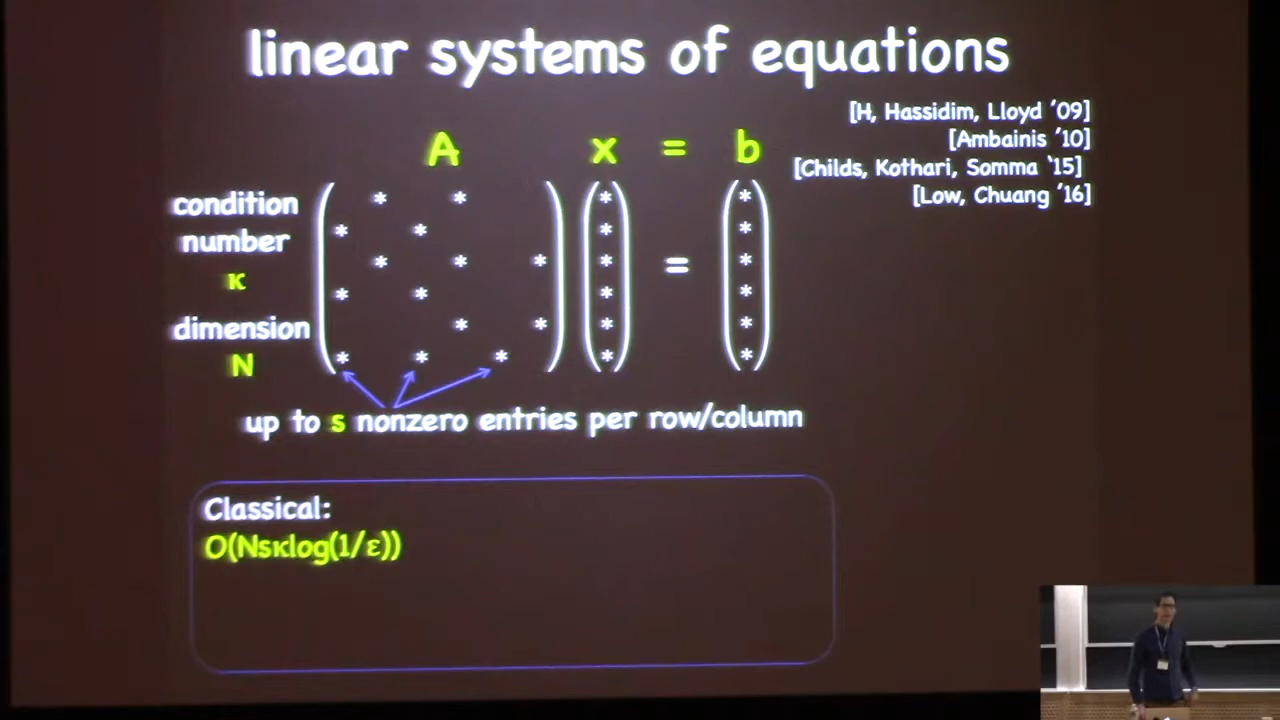 linear systems of equations
[H, Hassidim, Lloyd '09]
[Ambainis '10]
[Childs, Kothari, Somma '15]
[Low, Chuang '16]
A x = b
condition
number
κ
dimension
N
* * * *
* * * *
* * * * *
=
* * * *
* * * *
* * * * *
up to s nonzero entries per row/column
Classical:
O(Nsκlog(1/ε))